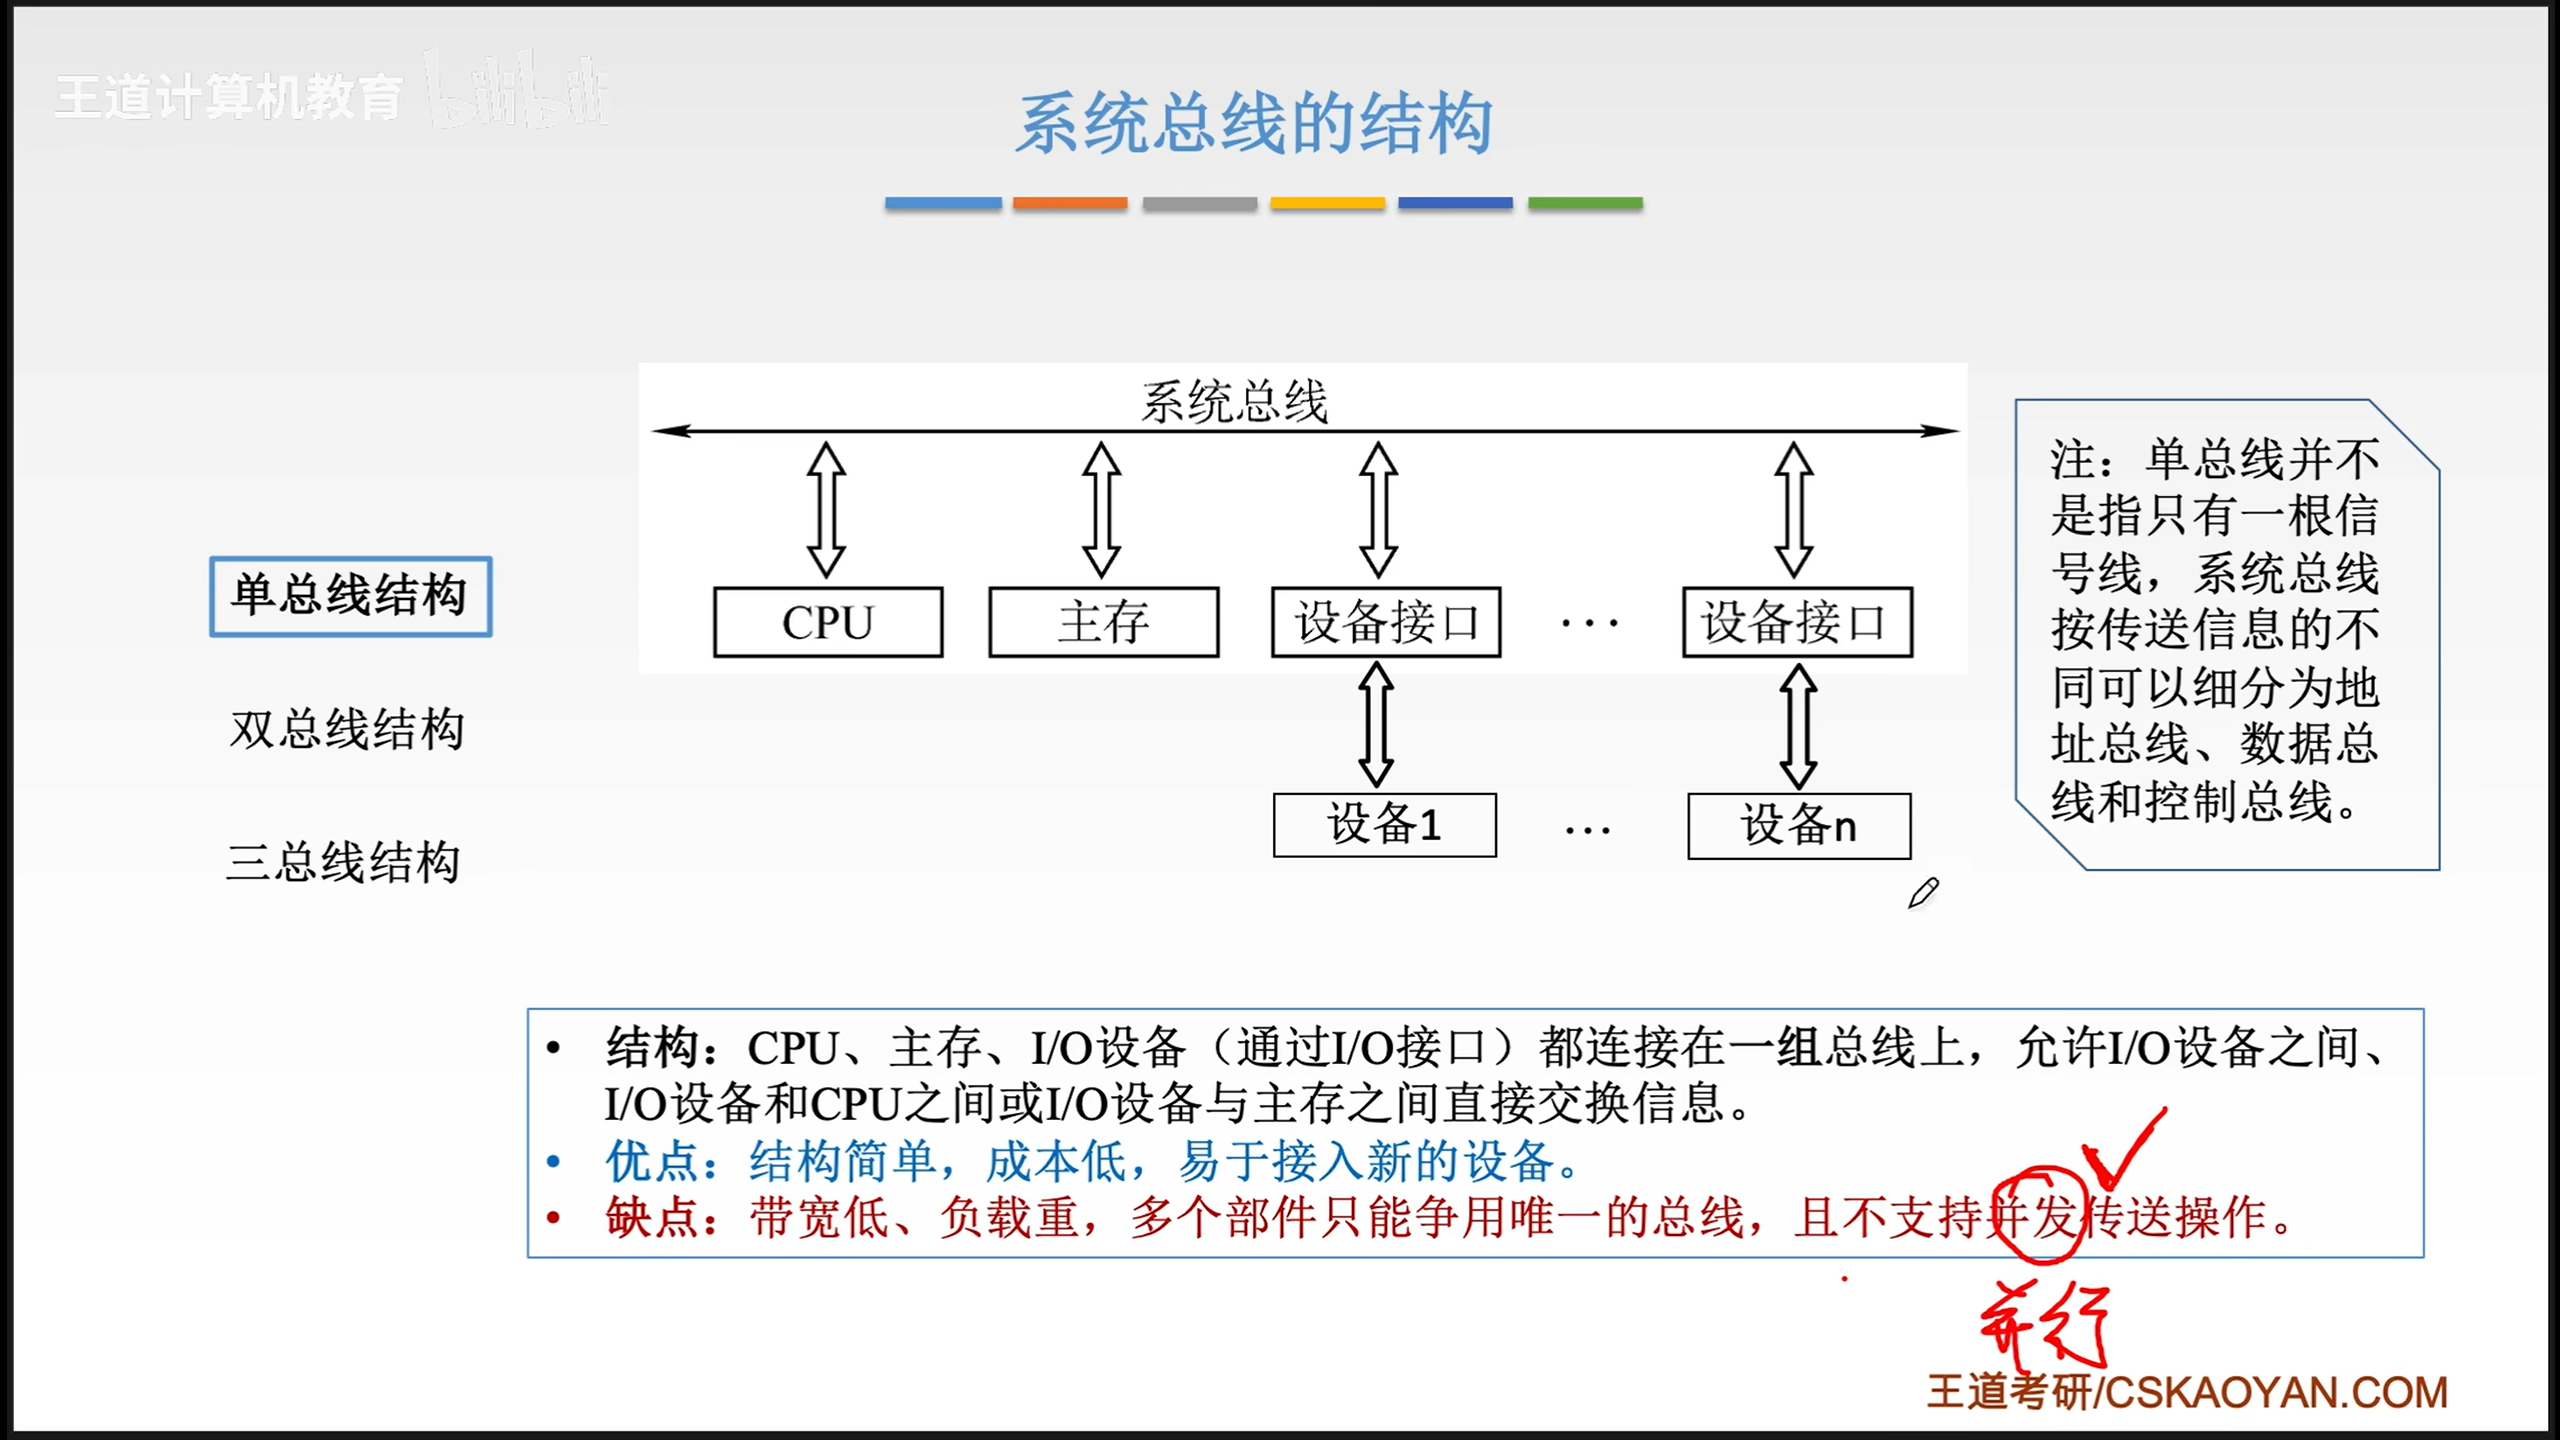 王道计算机教育 bilibili
系统总线的结构
系统总线
CPU 主存 设备接口 ··· 设备接口
设备1 … 设备n
单总线结构
双总线结构
三总线结构
注：单总线并不
是指只有一根信
号线，系统总线
按传送信息的不
同可以细分为地
址总线、数据总
线和控制总线。
• 结构：CPU、主存、I/O设备（通过I/O接口）都连接在一组总线上，允许I/O设备之间、
I/O设备和CPU之间或I/O设备与主存之间直接交换信息。
• 优点：结构简单，成本低，易于接入新的设备。
• 缺点：带宽低、负载重，多个部件只能争用唯一的总线，且不支持并发传送操作。
并行
王道考研/CSKAOYAN.COM